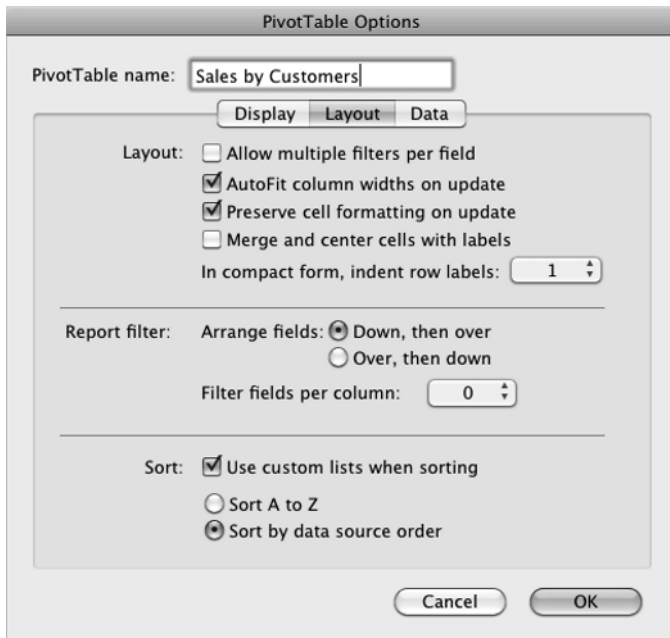 PivotTable Options
PivotTable name: Sales by Customers
Display Layout Data
Layout: Allow multiple filters per field
AutoFit column widths on update
Preserve cell formatting on update
Merge and center cells with labels
In compact form, indent row labels: 1
Report filter: Arrange fields: Down, then over
Over, then down
Filter fields per column: 0
Sort: Use custom lists when sorting
Sort A to Z
Sort by data source order
Cancel OK